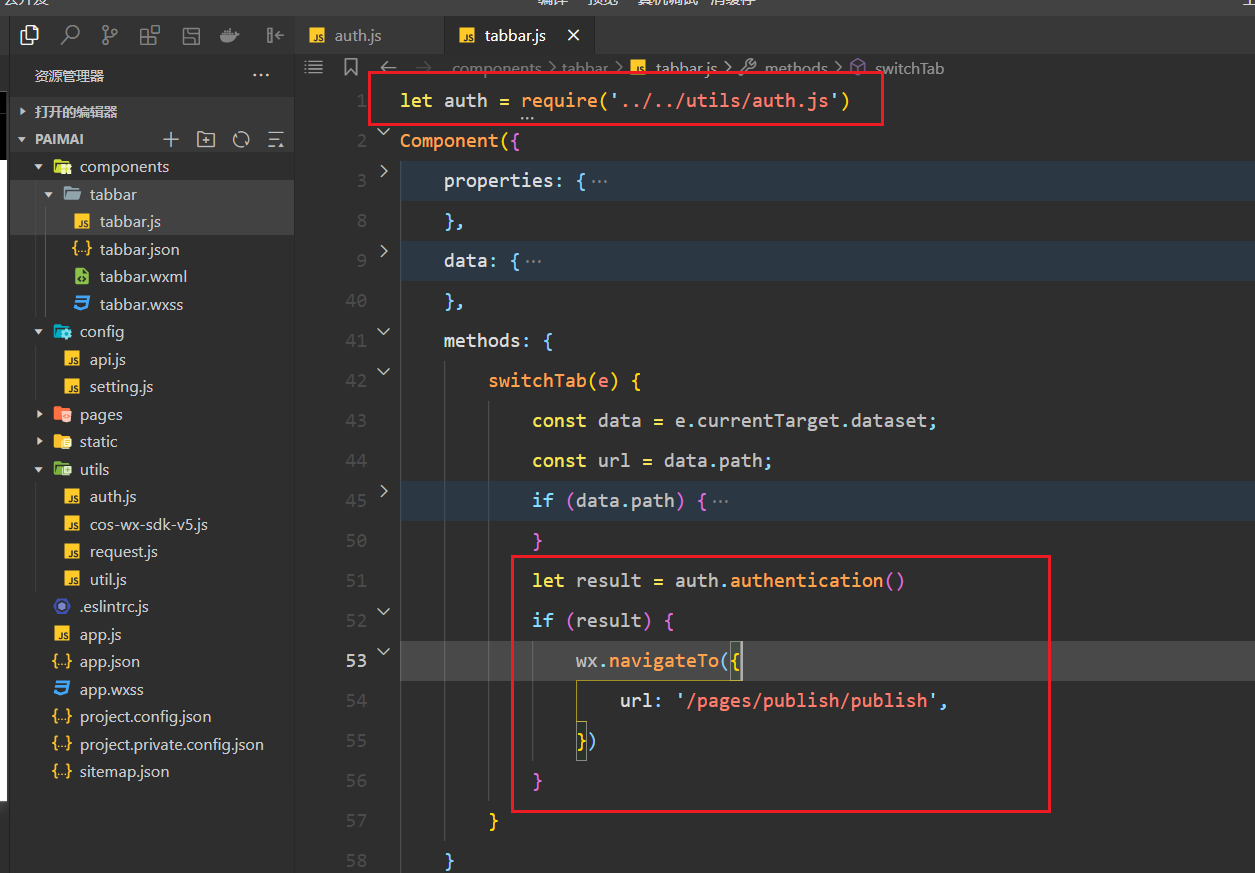 云开发
编译 预览 真机调试 清缓存
auth.js
tabbar.js
资源管理器
components > tabbar > tabbar.js > methods > switchTab
打开的编辑器
PAIMAI
components
tabbar
tabbar.js
tabbar.json
tabbar.wxml
tabbar.wxss
config
api.js
setting.js
pages
static
utils
auth.js
cos-wx-sdk-v5.js
request.js
util.js
.eslintrc.js
app.js
app.json
app.wxss
project.config.json
project.private.config.json
sitemap.json
1 let auth = require('../../utils/auth.js')
2 Component({
3 properties: { ···
8 },
9 data: { ···
40 },
41 methods: {
42 switchTab(e) {
43 const data = e.currentTarget.dataset;
44 const url = data.path;
45 if (data.path) { ···
50 }
51 let result = auth.authentication()
52 if (result) {
53 wx.navigateTo({
54 url: '/pages/publish/publish',
55 })
56 }
57 }
58 }